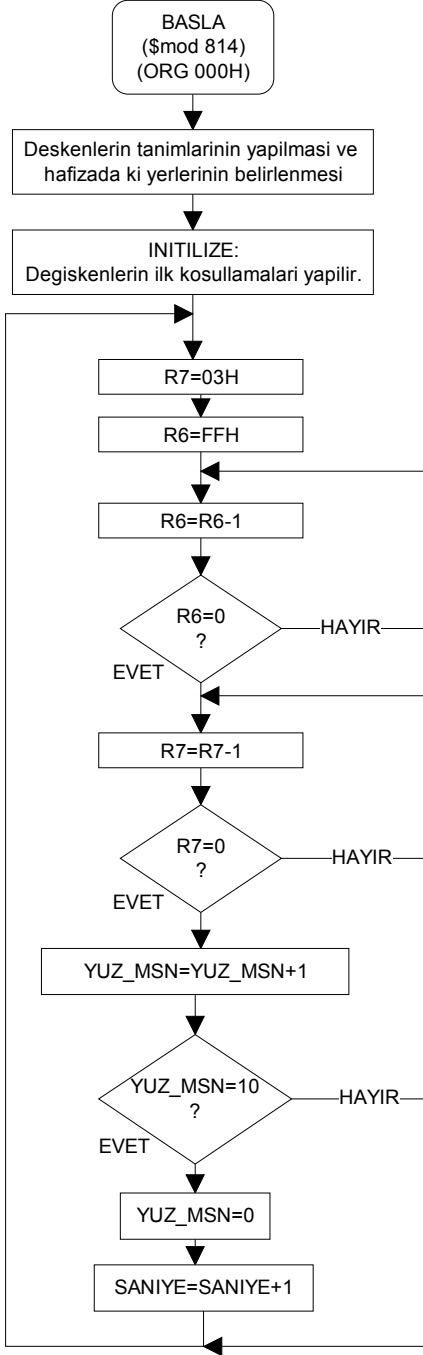 BASLA
($mod 814)
(ORG 000H)
Deskenlerin tanimlarinin yapilmasi ve
hafizada ki yerlerinin belirlenmesi
INITILIZE:
Degiskenlerin ilk kosullamalari yapilir.
R7=03H
R6=FFH
R6=R6-1
R6=0
?
HAYIR
EVET
R7=R7-1
R7=0
?
HAYIR
EVET
YUZ_MSN=YUZ_MSN+1
YUZ_MSN=10
?
HAYIR
EVET
YUZ_MSN=0
SANIYE=SANIYE+1